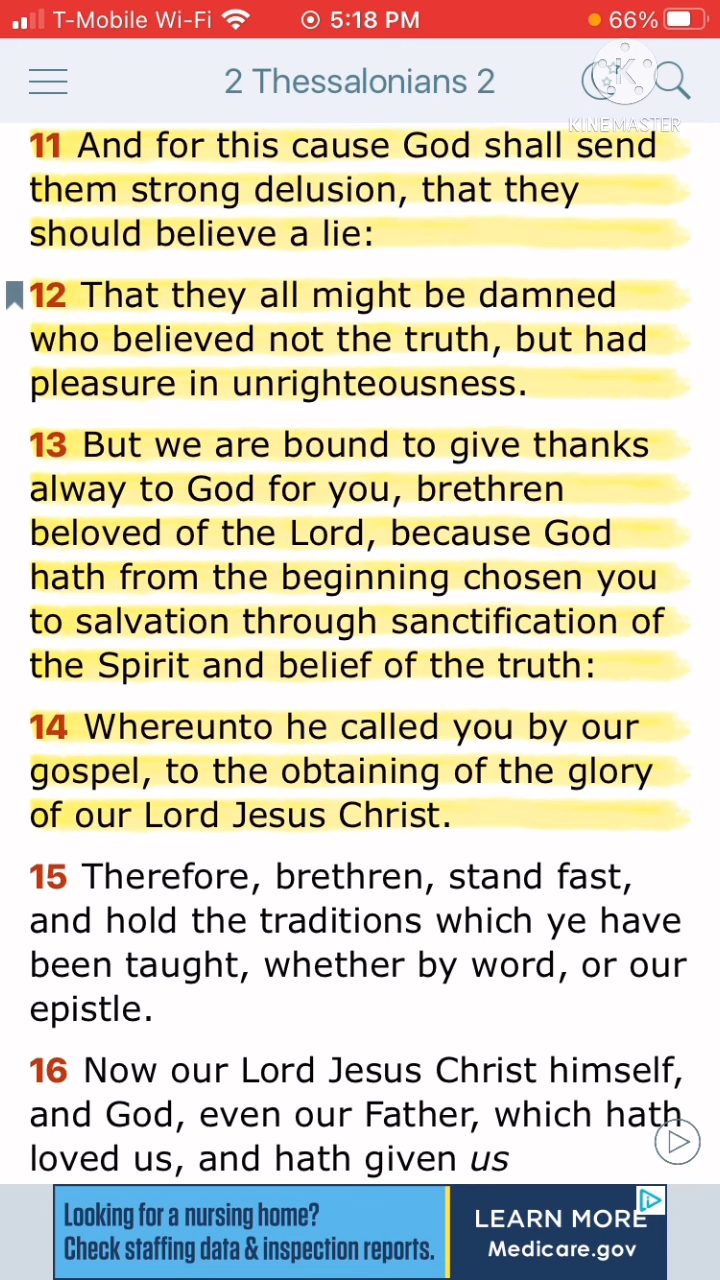 T-Mobile Wi-Fi 5:18 PM 66%
2 Thessalonians 2
K
KINEMASTER
11 And for this cause God shall send
them strong delusion, that they
should believe a lie:
12 That they all might be damned
who believed not the truth, but had
pleasure in unrighteousness.
13 But we are bound to give thanks
alway to God for you, brethren
beloved of the Lord, because God
hath from the beginning chosen you
to salvation through sanctification of
the Spirit and belief of the truth:
14 Whereunto he called you by our
gospel, to the obtaining of the glory
of our Lord Jesus Christ.
15 Therefore, brethren, stand fast,
and hold the traditions which ye have
been taught, whether by word, or our
epistle.
16 Now our Lord Jesus Christ himself,
and God, even our Father, which hath
loved us, and hath given us
Looking for a nursing home?
Check staffing data & inspection reports.
LEARN MORE
Medicare.gov